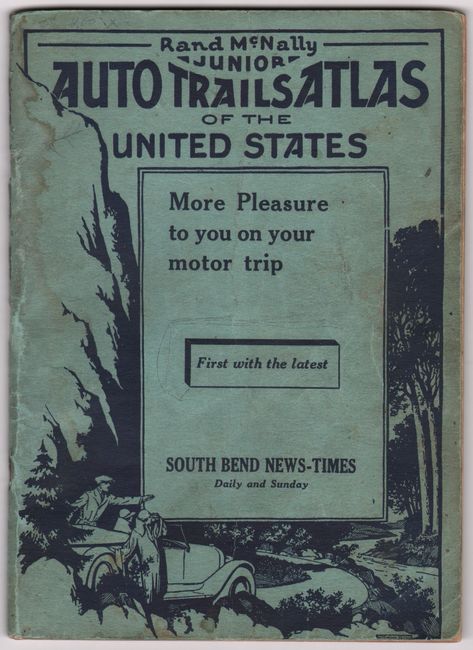 Rand McNally
JUNIOR
AUTO TRAILS ATLAS
OF THE
UNITED STATES
More Pleasure
to you on your
motor trip
First with the latest
SOUTH BEND NEWS-TIMES
Daily and Sunday